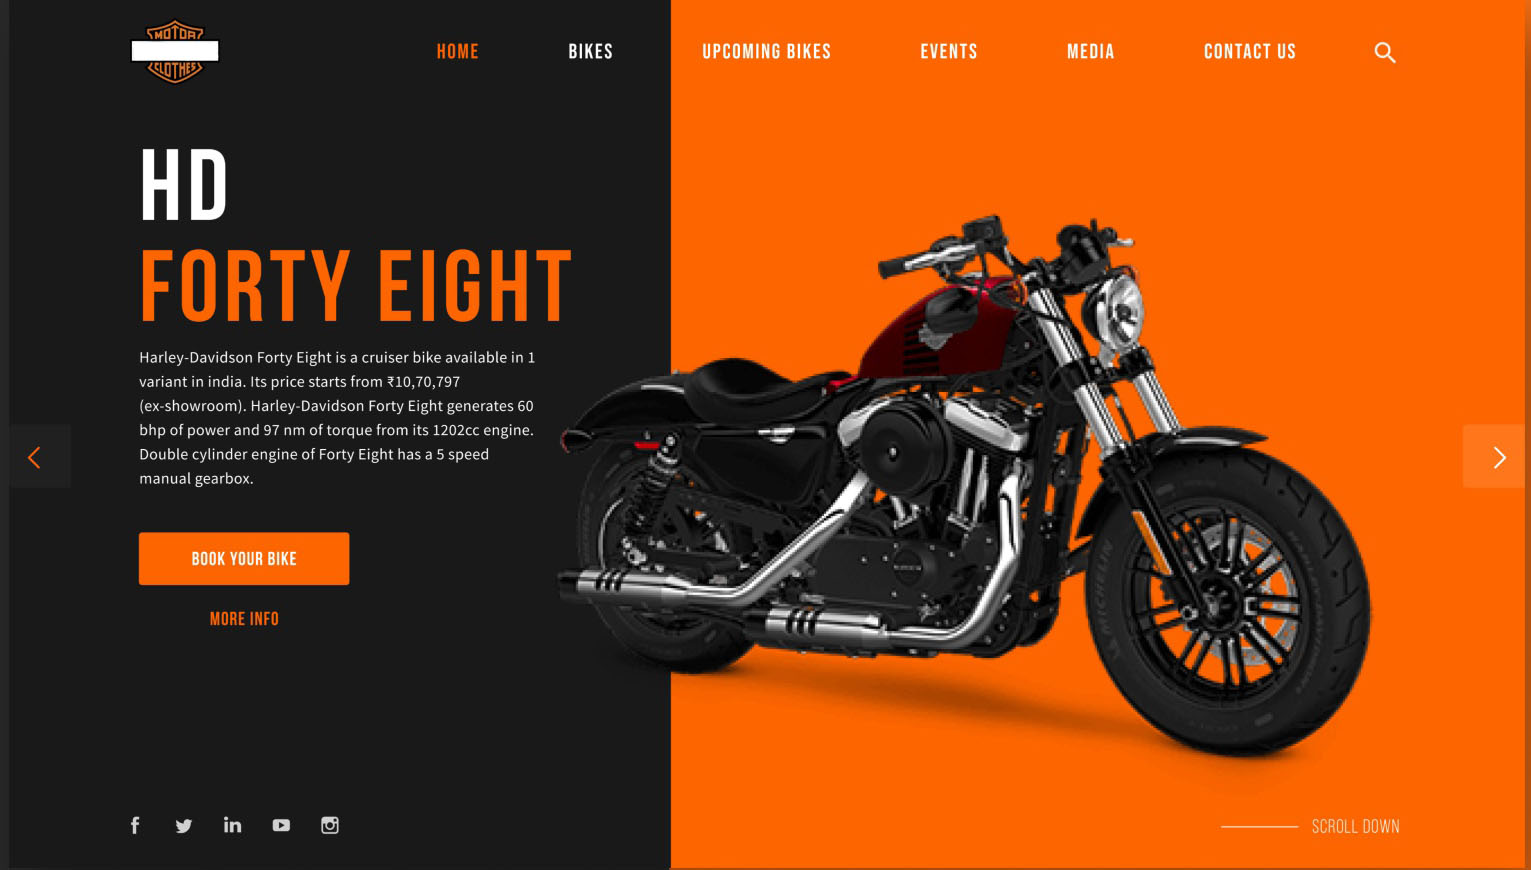 MOTOR
CLOTHES
HOME
BIKES
UPCOMING BIKES
EVENTS
MEDIA
CONTACT US
HD
FORTY EIGHT
Harley-Davidson Forty Eight is a cruiser bike available in 1
variant in india. Its price starts from ₹10,70,797
(ex-showroom). Harley-Davidson Forty Eight generates 60
bhp of power and 97 nm of torque from its 1202cc engine.
Double cylinder engine of Forty Eight has a 5 speed
manual gearbox.
BOOK YOUR BIKE
MORE INFO
MICHELIN
SCROLL DOWN